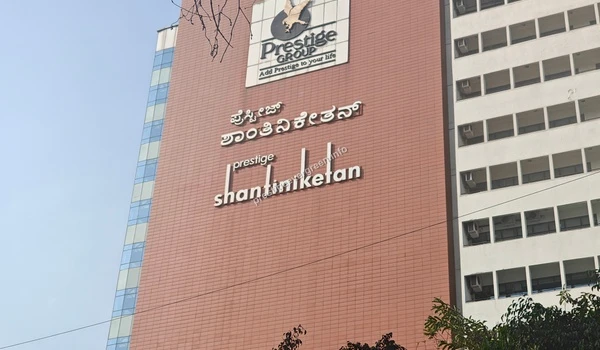 Prestige
GROUP
Add Prestige to your life
ಪ್ರೆಸ್ಟೀಜ್
ಶಾಂತಿನಿಕೇತನ್
prestige
shantiniketan